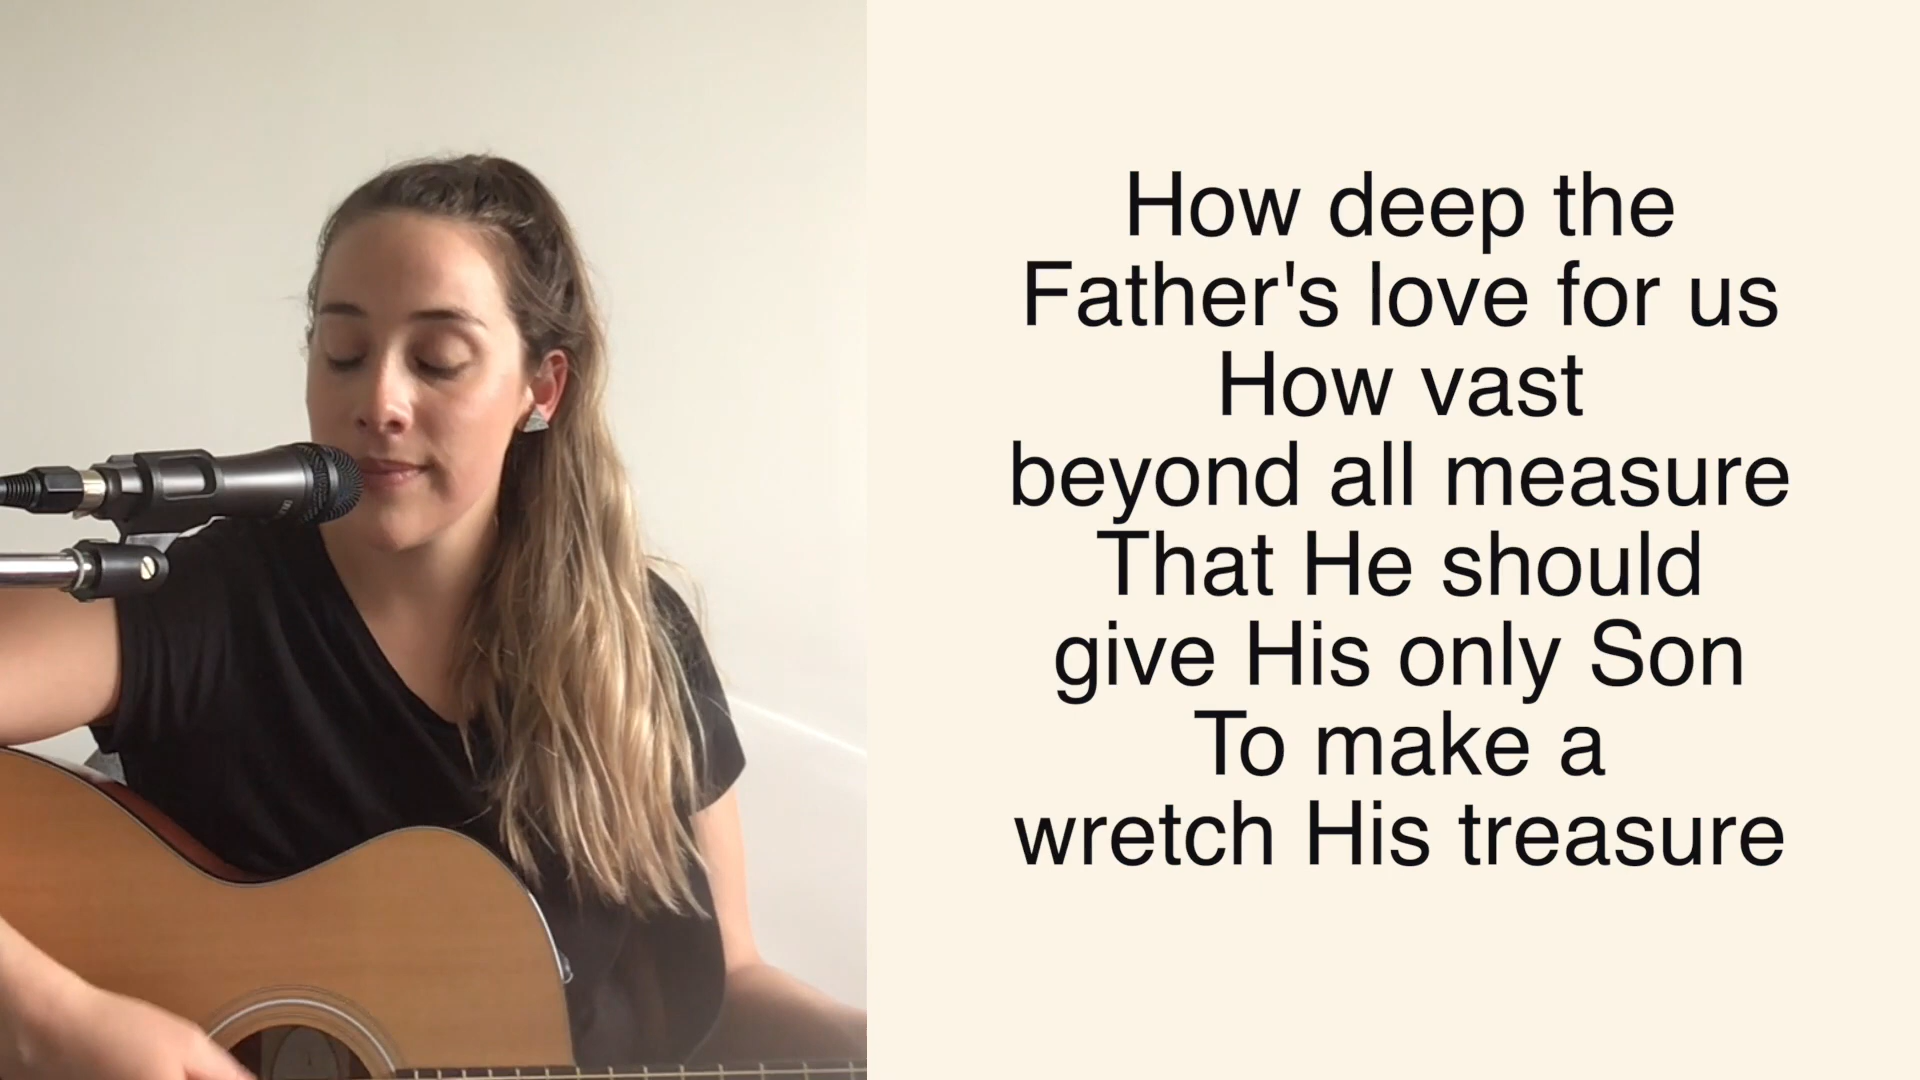 How deep the
Father's love for us
How vast
beyond all measure
That He should
give His only Son
To make a
wretch His treasure